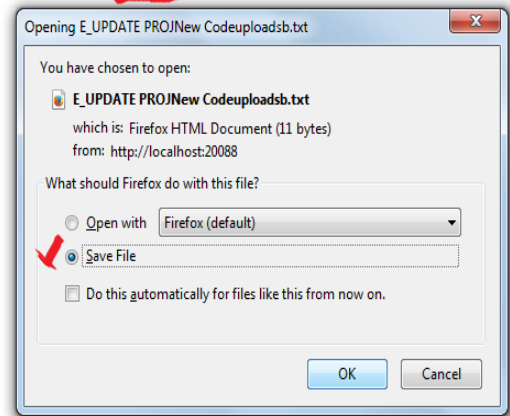 Opening E_UPDATE PROJNew Codeuploadsb.txt
You have chosen to open:
E_UPDATE PROJNew Codeuploadsb.txt
which is: Firefox HTML Document (11 bytes)
from: http://localhost:20088
What should Firefox do with this file?
Open with Firefox (default)
Save File
Do this automatically for files like this from now on.
OK Cancel